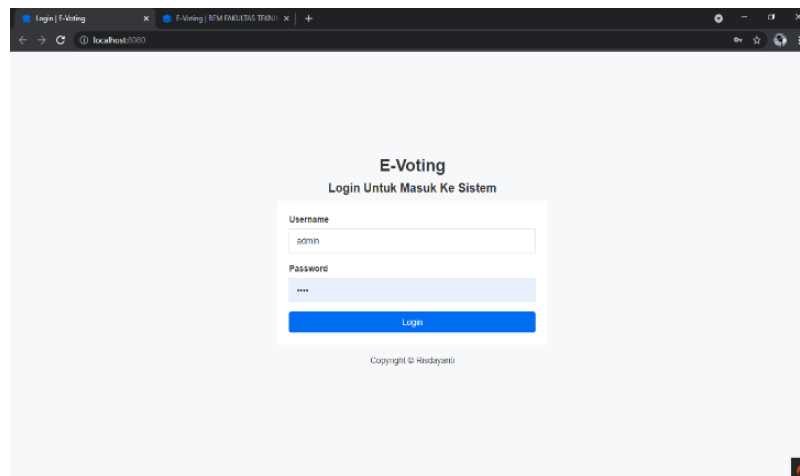 Login | E-Voting
E-Voting | BEM FAKULTAS TEKNI
localhost:8080
E-Voting
Login Untuk Masuk Ke Sistem
Username
admin
Password
••••
Login
Copyright © Risdayanti